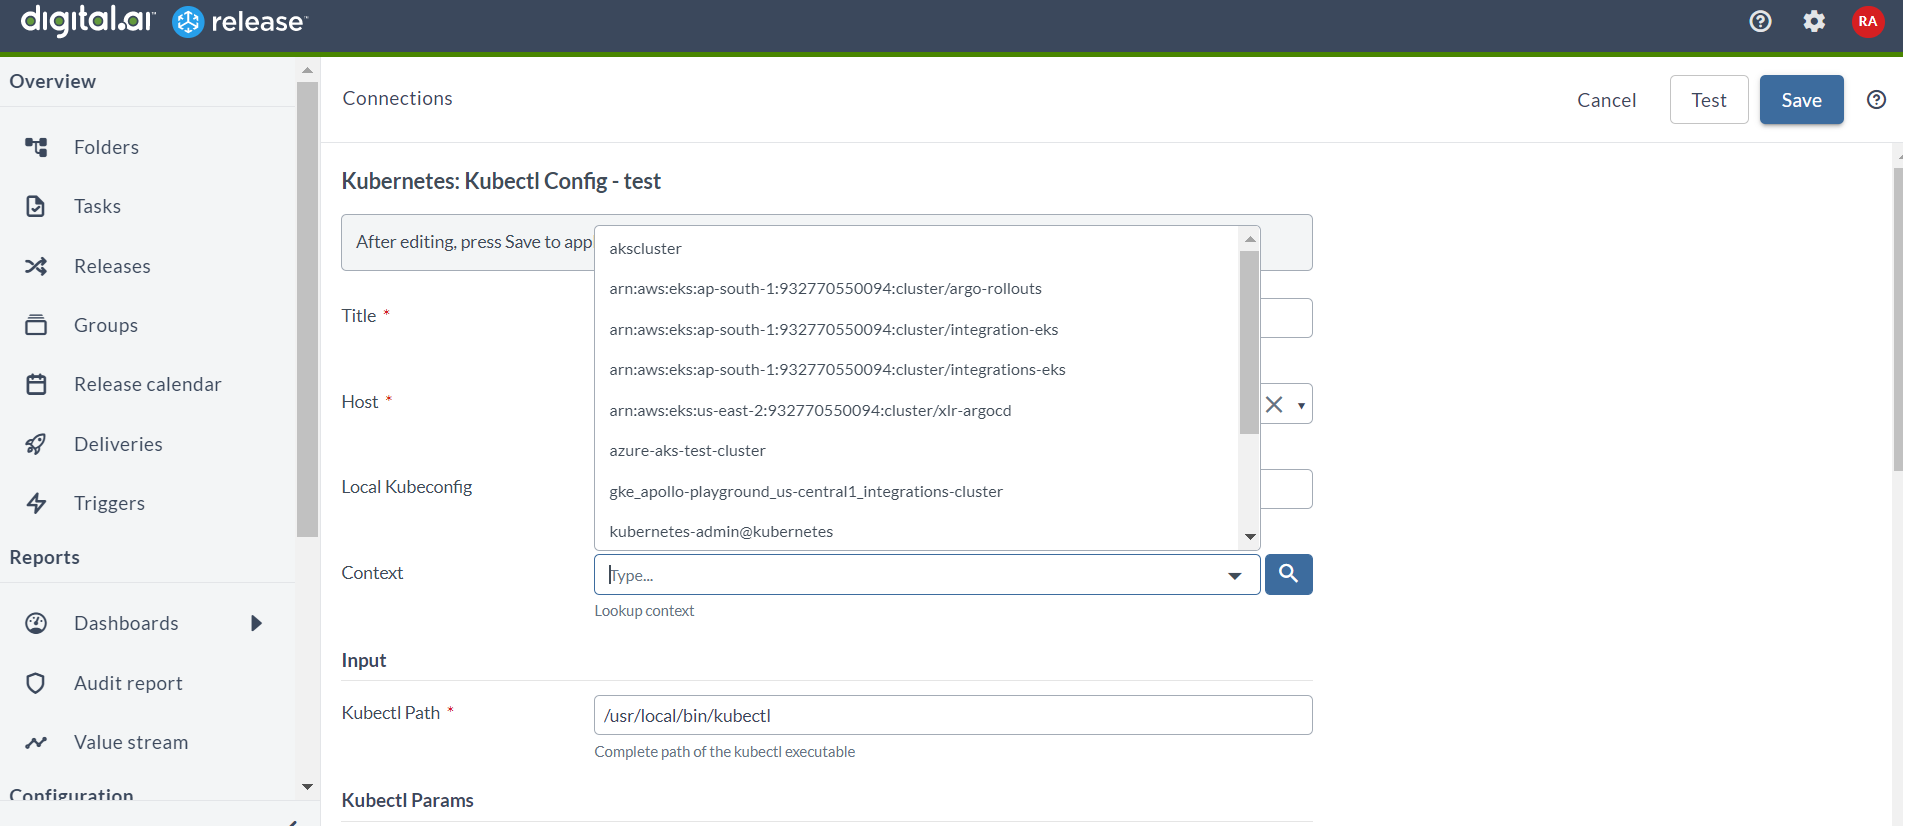 digital.ai release
RA
Overview
Folders
Tasks
Releases
Groups
Release calendar
Deliveries
Triggers
Reports
Dashboards
Audit report
Value stream
Configuration
Connections
Cancel
Test
Save
Kubernetes: Kubectl Config - test
After editing, press Save to app
Title *
Host *
Local Kubeconfig
akscluster
arn:aws:eks:ap-south-1:932770550094:cluster/argo-rollouts
arn:aws:eks:ap-south-1:932770550094:cluster/integration-eks
arn:aws:eks:ap-south-1:932770550094:cluster/integrations-eks
arn:aws:eks:us-east-2:932770550094:cluster/xlr-argocd
azure-aks-test-cluster
gke_apollo-playground_us-central1_integrations-cluster
kubernetes-admin@kubernetes
Context
Type...
Lookup context
Input
Kubectl Path *
/usr/local/bin/kubectl
Complete path of the kubectl executable
Kubectl Params